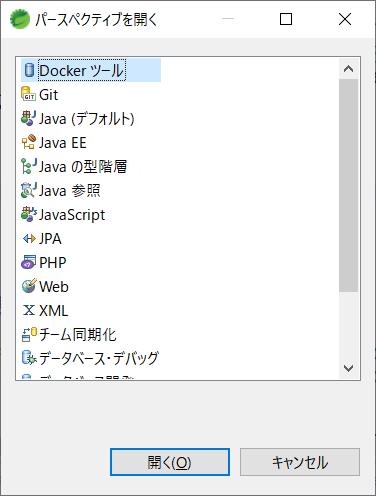 パースペクティブを開く
Docker ツール
Git
Java (デフォルト)
Java EE
Java の型階層
Java 参照
JavaScript
JPA
PHP
Web
XML
チーム同期化
データベース・デバッグ
開く(O)
キャンセル